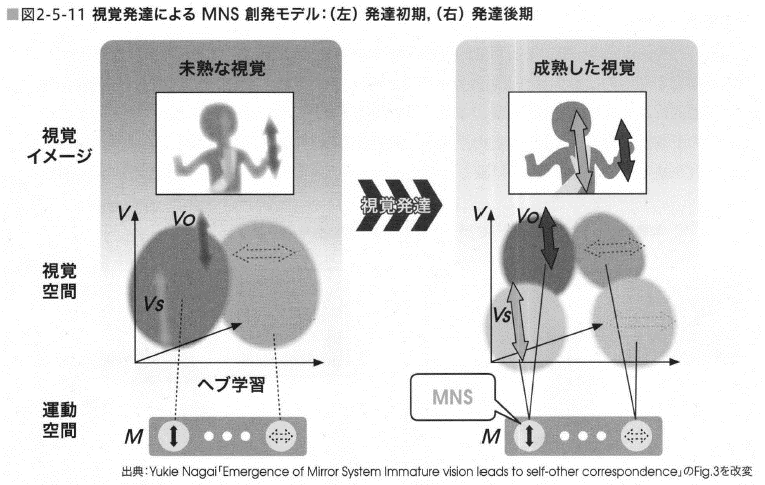 ■図2-5-11 視覚発達による MNS 創発モデル：（左）発達初期，（右）発達後期
未熟な視覚
成熟した視覚
視覚
イメージ
視覚発達
V
Vo
Vs
V
Vo
Vs
視覚
空間
ヘブ学習
MNS
運動
空間
M
M
出典：Yukie Nagai「Emergence of Mirror System Immature vision leads to self-other correspondence」のFig.3を改変